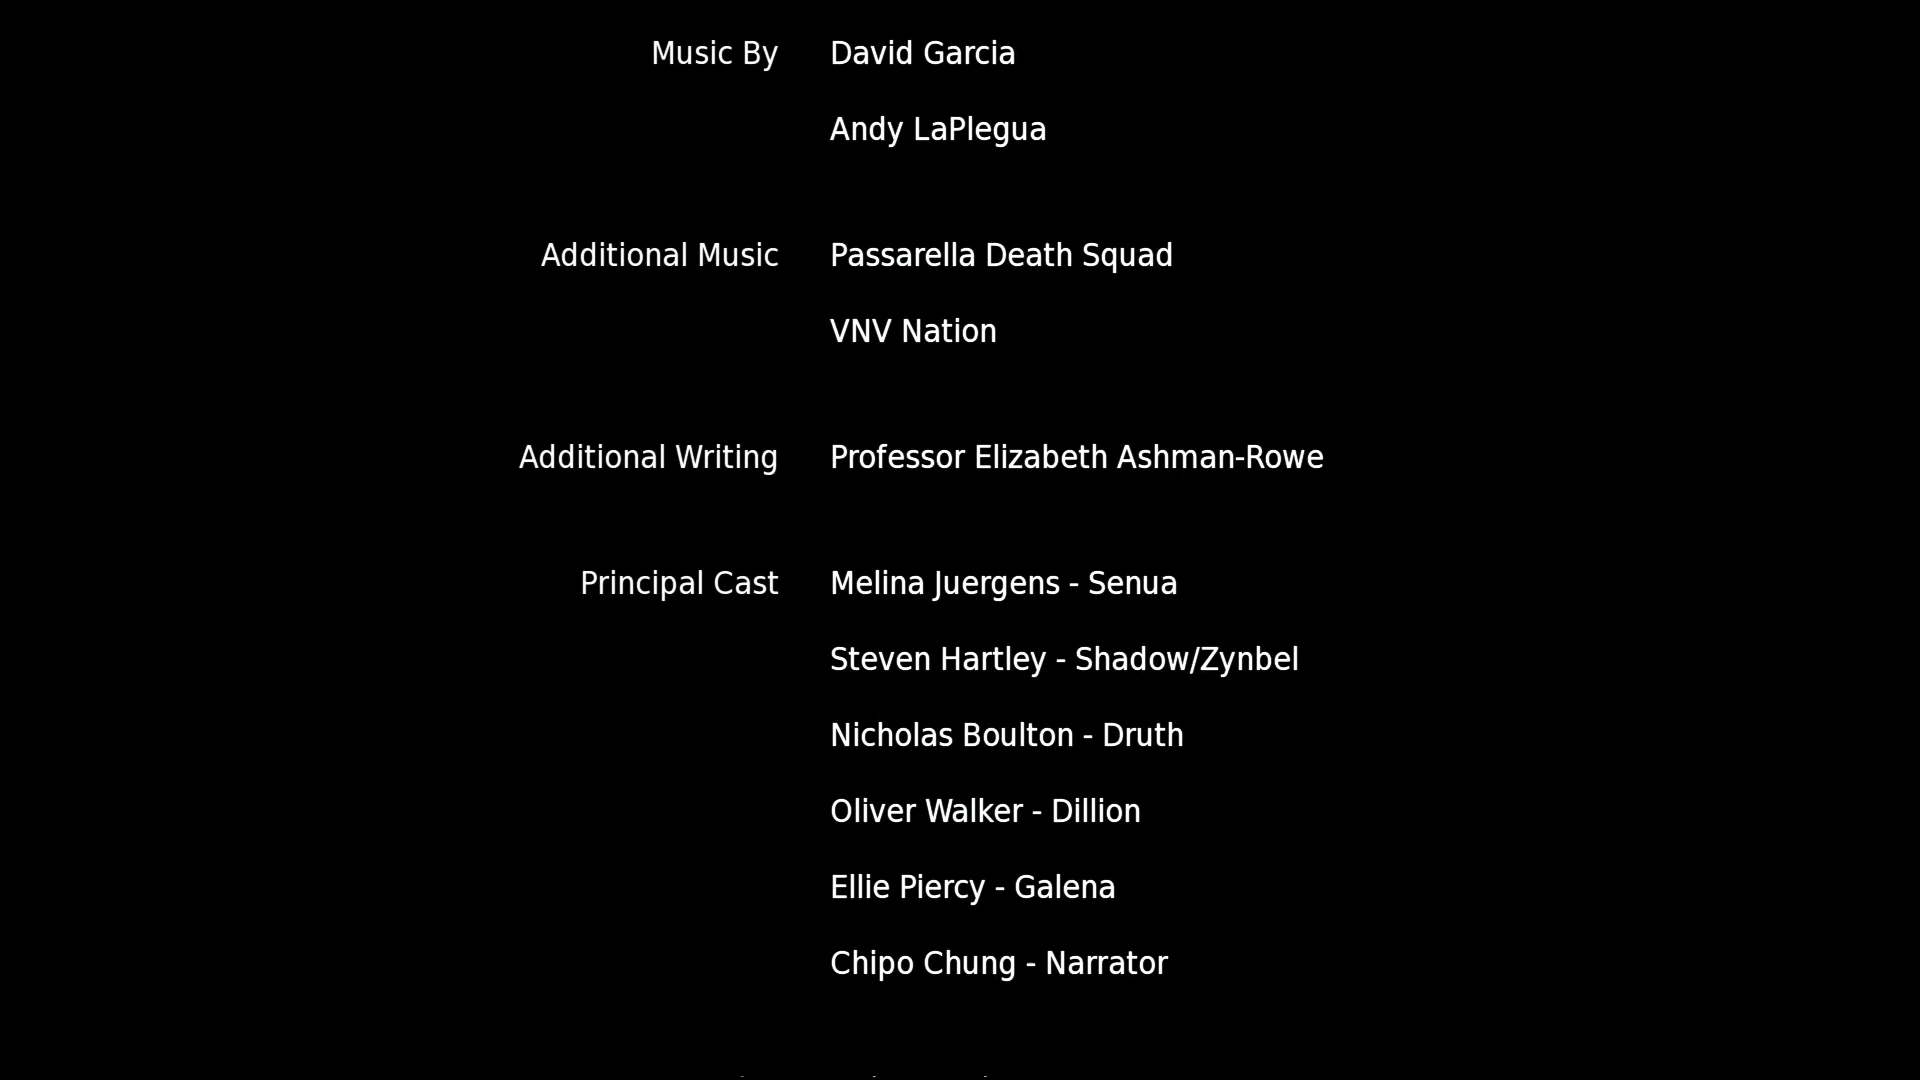 Music By David Garcia
Andy LaPlegua
Additional Music Passarella Death Squad
VNV Nation
Additional Writing Professor Elizabeth Ashman-Rowe
Principal Cast Melina Juergens - Senua
Steven Hartley - Shadow/Zynbel
Nicholas Boulton - Druth
Oliver Walker - Dillion
Ellie Piercy - Galena
Chipo Chung - Narrator